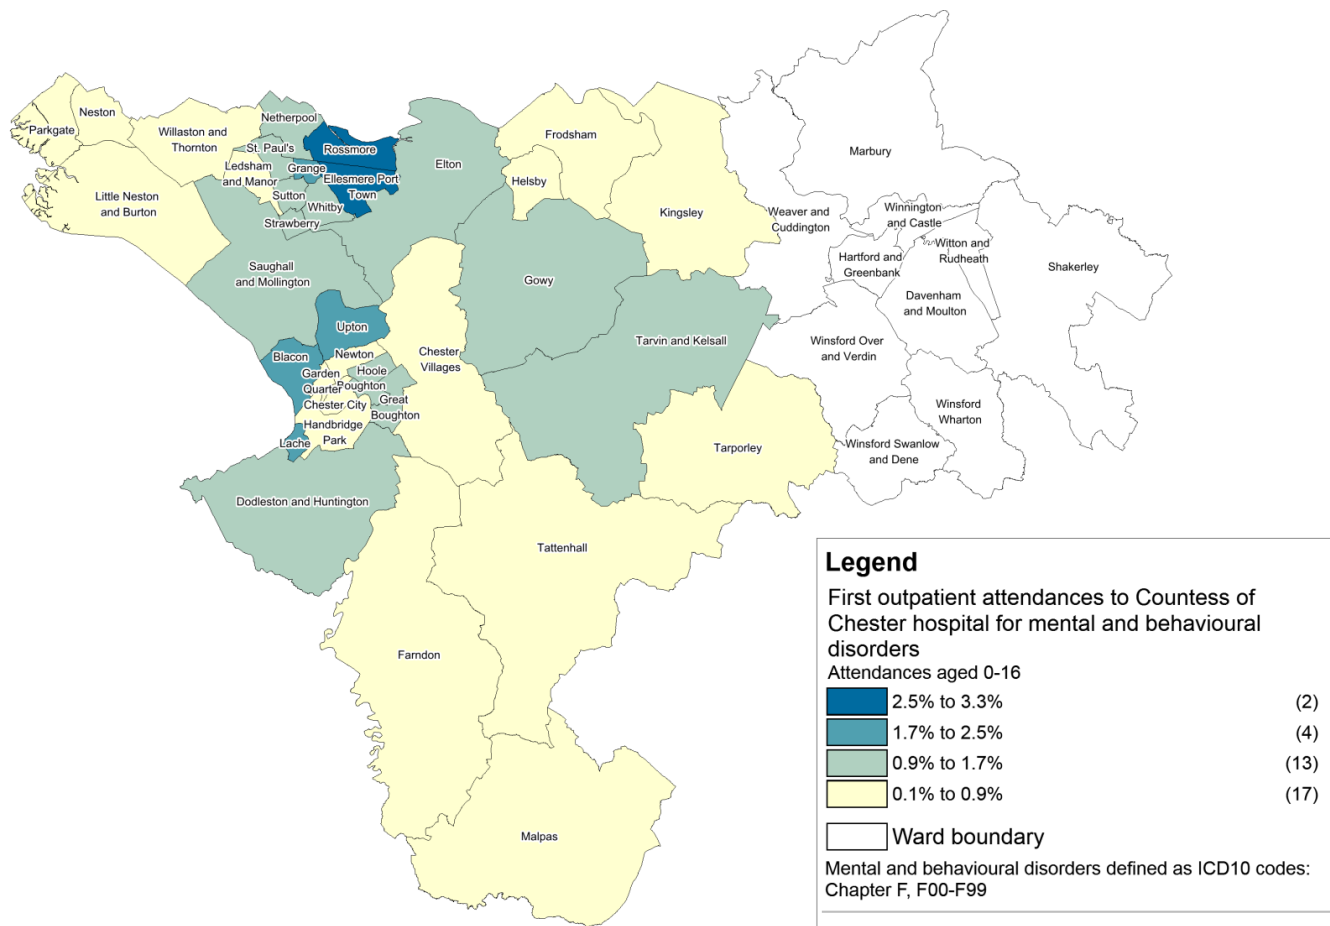 Neston
Parkgate
Willaston and
Thornton
Little Neston
and Burton
Netherpool
St. Paul's
Rossmore
Ledsham
and Manor
Grange
Ellesmere Port
Town
Sutton
Whitby
Strawberry
Elton
Frodsham
Helsby
Kingsley
Marbury
Weaver and
Cuddington
Winnington
and Castle
Hartford and
Greenbank
Witton and
Rudheath
Shakerley
Davenham
and Moulton
Saughall
and Mollington
Gowy
Upton
Tarvin and Kelsall
Winsford Over
and Verdin
Blacon
Newton
Chester
Villages
Garden
Quarter
Hoole
Boughton
Great
Boughton
Chester City
Handbridge
Park
Lache
Winsford
Wharton
Winsford Swanlow
and Dene
Tarporley
Dodleston and Huntington
Tattenhall
Farndon
Malpas
Legend
First outpatient attendances to Countess of
Chester hospital for mental and behavioural
disorders
Attendances aged 0-16
2.5% to 3.3% (2)
1.7% to 2.5% (4)
0.9% to 1.7% (13)
0.1% to 0.9% (17)
Ward boundary
Mental and behavioural disorders defined as ICD10 codes:
Chapter F, F00-F99